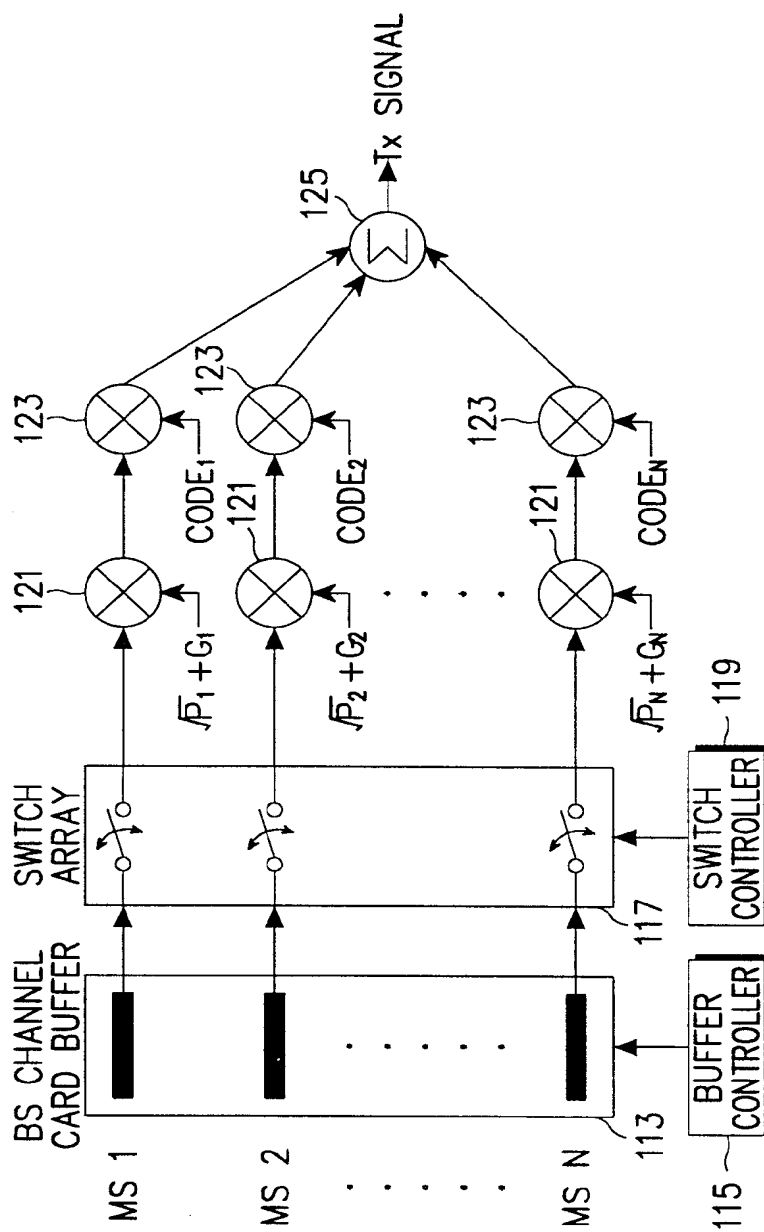 BS CHANNEL
CARD BUFFER
SWITCH
ARRAY
MS 1
MS 2
MS N
121
123
√P1 + G1
CODE1
121
123
√P2 + G2
CODE2
121
123
√PN + GN
CODEN
125
Σ
Tx SIGNAL
113
117
115
BUFFER
CONTROLLER
SWITCH
CONTROLLER
119